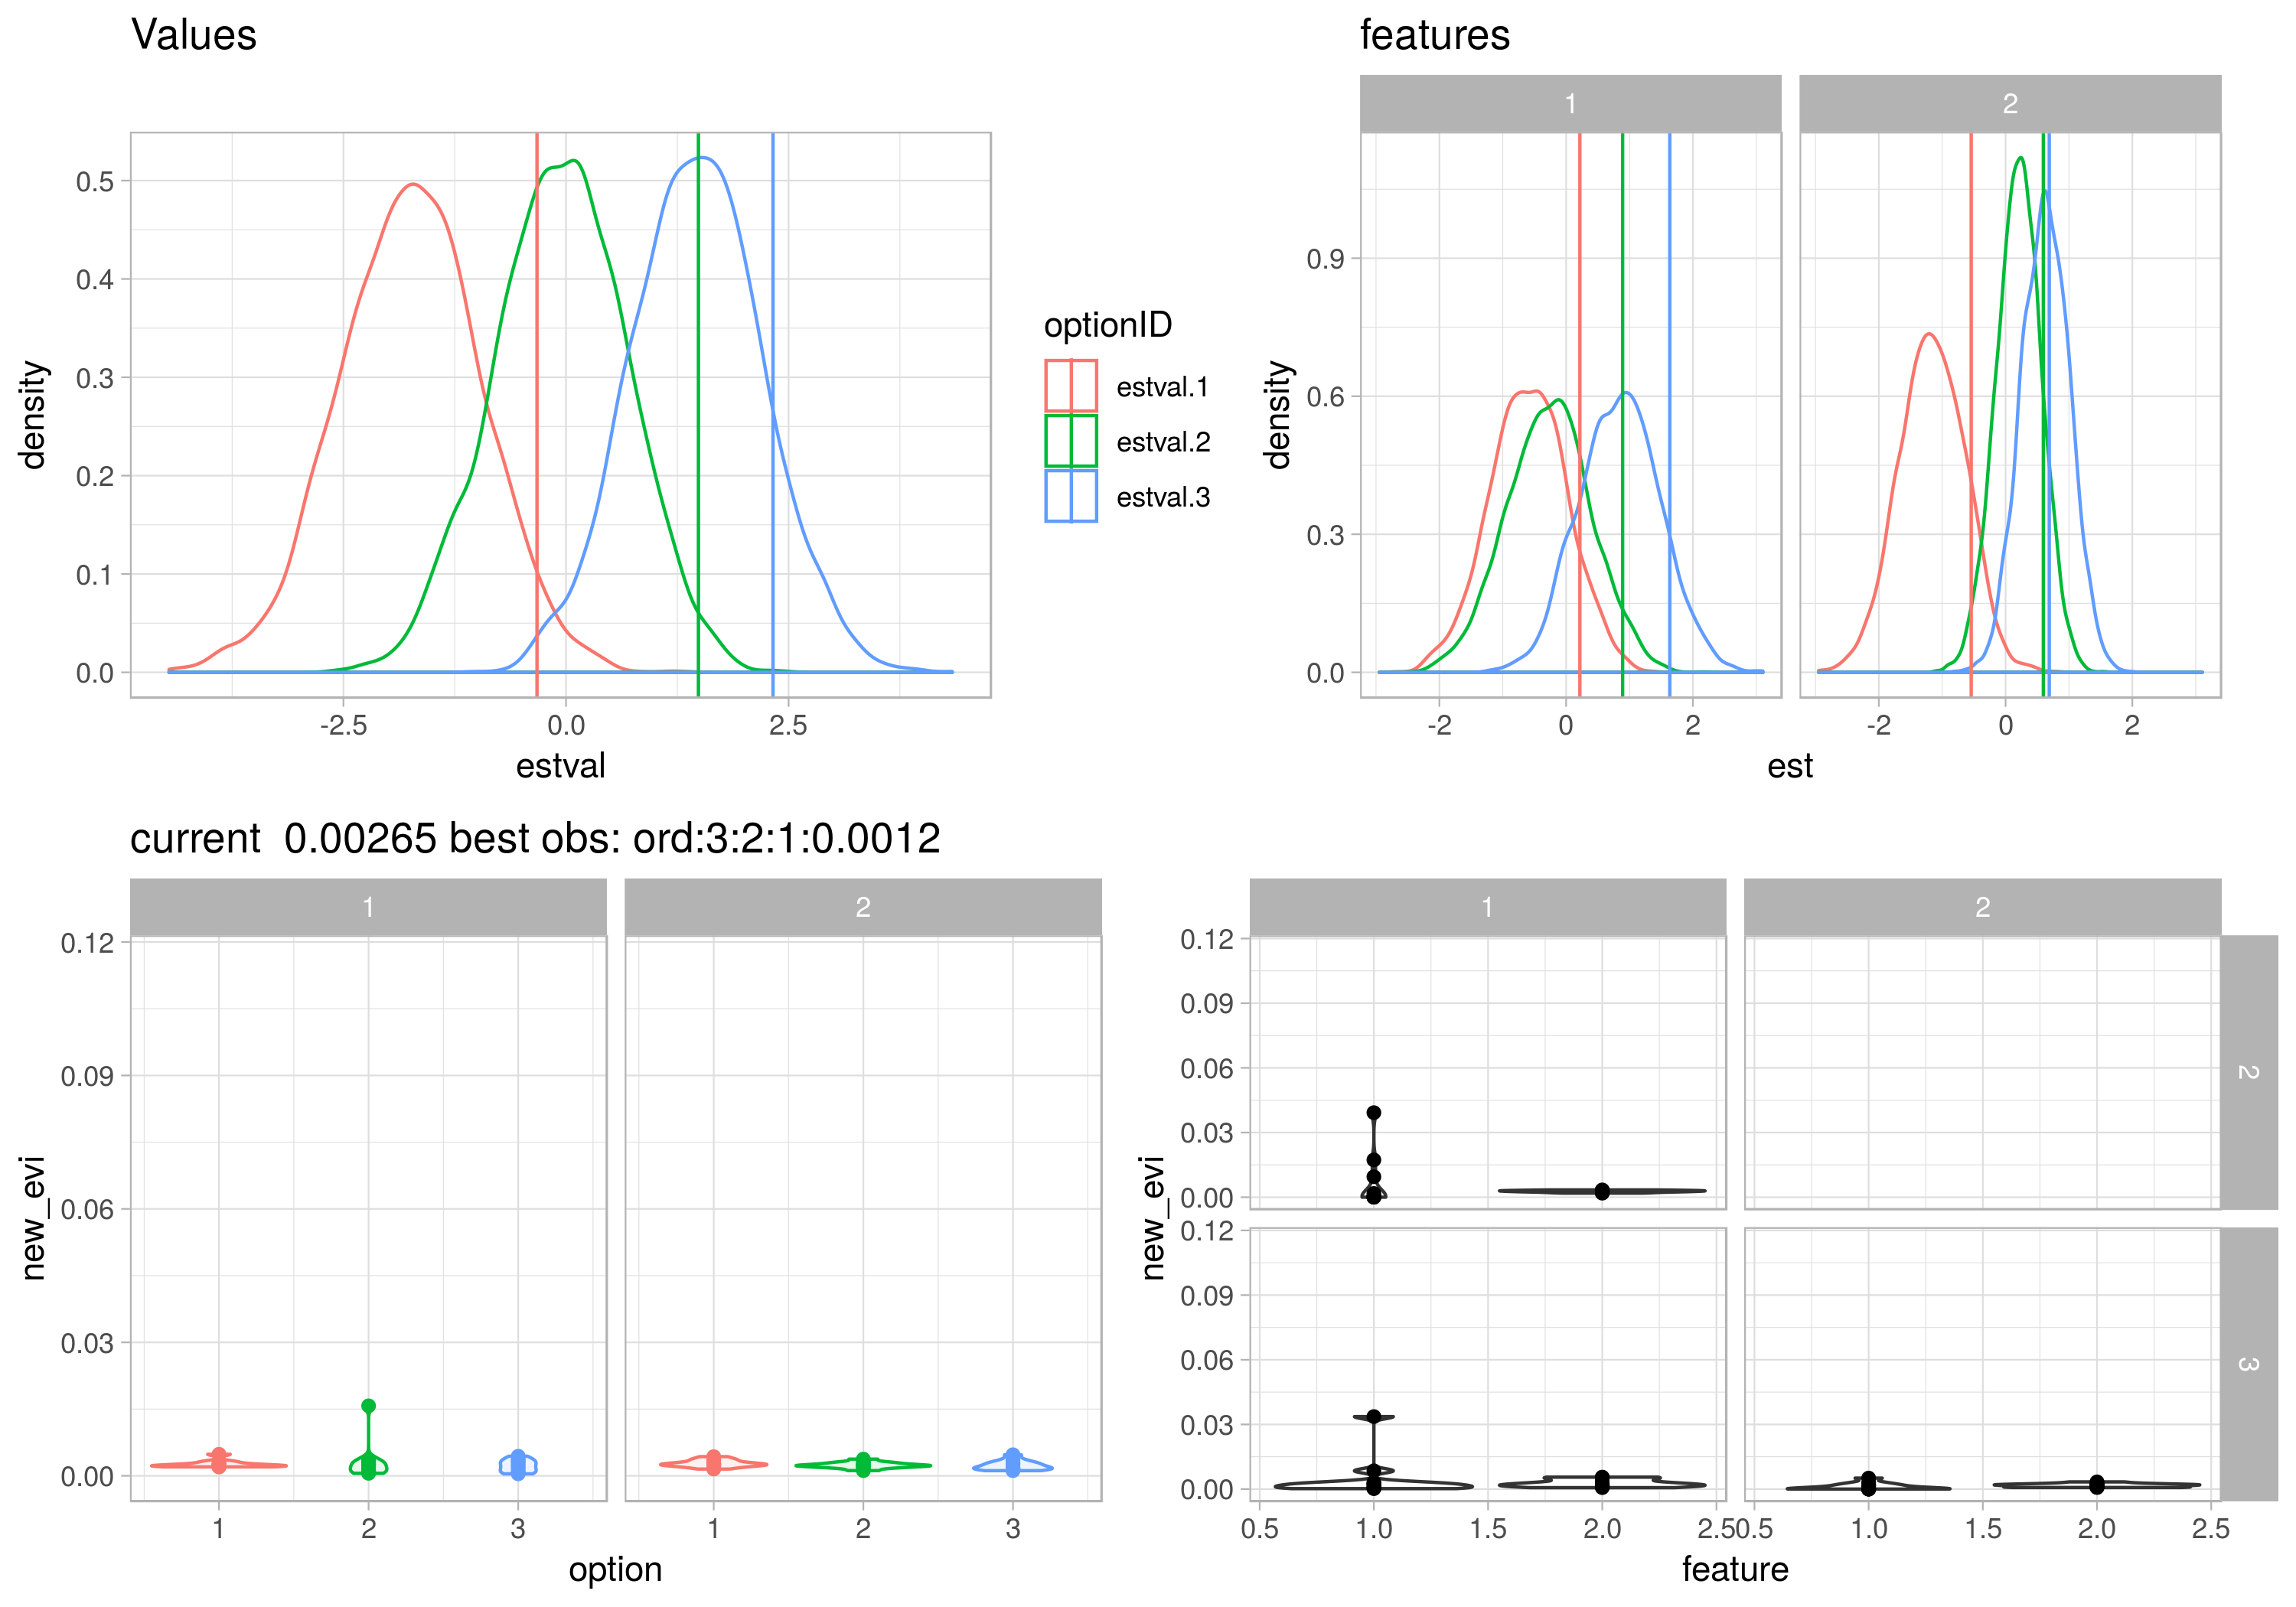 Values
density
0.5
0.4
0.3
0.2
0.1
0.0
-2.5 0.0 2.5
estval
optionID
estval.1
estval.2
estval.3
features
1 2
density
0.9
0.6
0.3
0.0
-2 0 2 -2 0 2
est
current 0.00265 best obs: ord:3:2:1:0.0012
1 2
new_evi
0.12
0.09
0.06
0.03
0.00
1 2 3 1 2 3
option
1 2
new_evi
0.12
0.09
0.06
0.03
0.00
2
0.12
0.09
0.06
0.03
0.00
3
0.5 1.0 1.5 2.0 2.5 0.5 1.0 1.5 2.0 2.5
feature